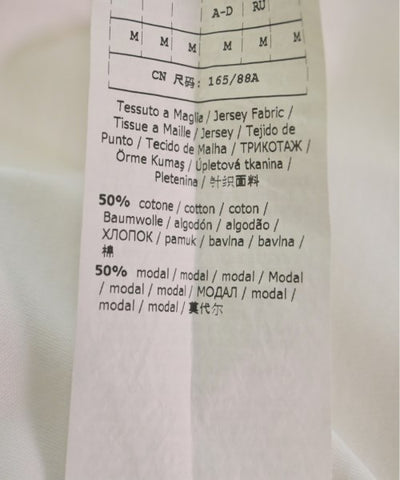 A-D RU
M M M M M M
CN 尺码: 165/88A
Tessuto a Maglia / Jersey Fabric /
Tissue a Maille / Jersey / Tejido de
Punto / Tecido de Malha / ТРИКОТАЖ /
Örme Kumaş / Úpletová tkanina /
Pletenina / 针织面料
50% cotone / cotton / coton /
Baumwolle / algodón / algodão /
ХЛОПОК / pamuk / bavlna / bavlna /
棉
50% modal / modal / modal / Modal
/ modal / modal / МОДАЛ / modal /
modal / modal / 莫代尔